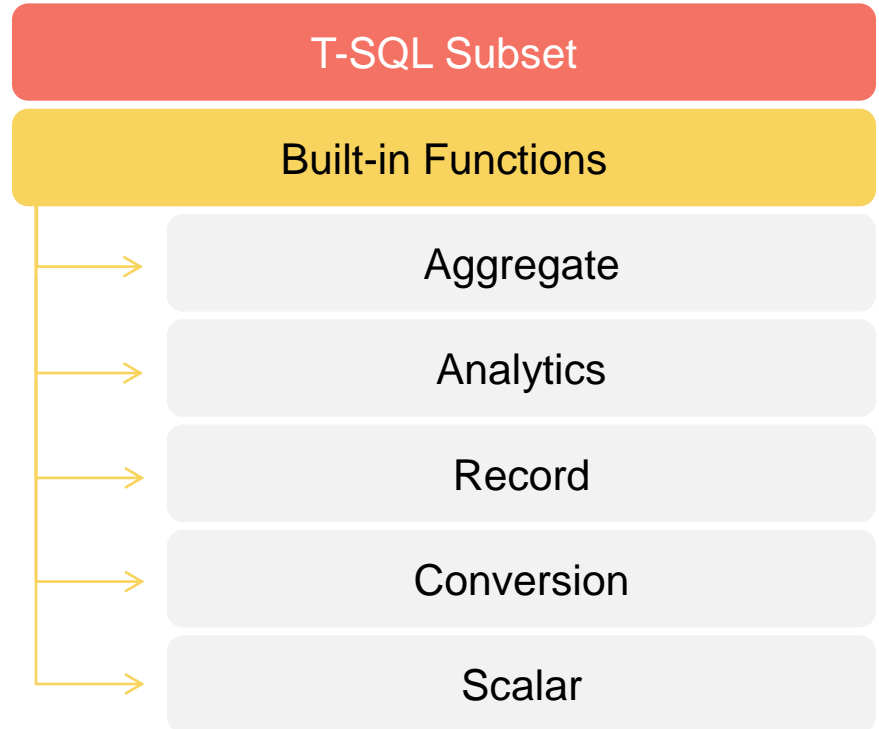 T-SQL Subset
Built-in Functions
Aggregate
Analytics
Record
Conversion
Scalar